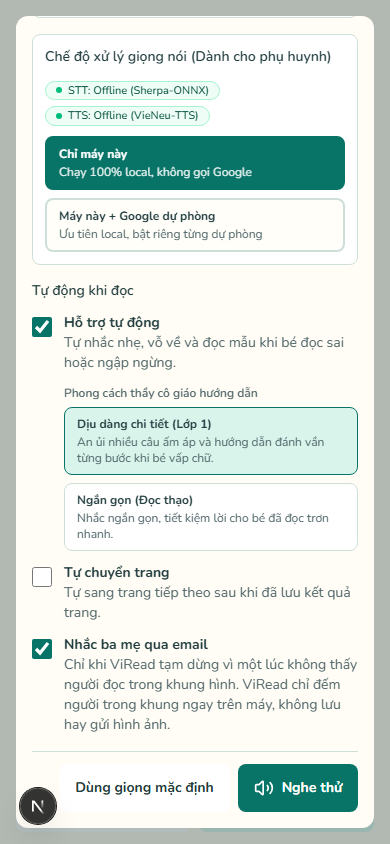 Chế độ xử lý giọng nói (Dành cho phụ huynh)
STT: Offline (Sherpa-ONNX)
TTS: Offline (VieNeu-TTS)
Chỉ máy này
Chạy 100% local, không gọi Google
Máy này + Google dự phòng
Ưu tiên local, bật riêng từng dự phòng
Tự động khi đọc
Hỗ trợ tự động
Tự nhắc nhẹ, vỗ về và đọc mẫu khi bé đọc sai
hoặc ngập ngừng.
Phong cách thầy cô giáo hướng dẫn
Dịu dàng chi tiết (Lớp 1)
An ủi nhiều câu ấm áp và hướng dẫn đánh vần
từng bước khi bé vấp chữ.
Ngắn gọn (Đọc thạo)
Nhắc ngắn gọn, tiết kiệm lời cho bé đã đọc trơn
nhanh.
Tự chuyển trang
Tự sang trang tiếp theo sau khi đã lưu kết quả
trang.
Nhắc ba mẹ qua email
Chỉ khi ViRead tạm dừng vì một lúc không thấy
người đọc trong khung hình. ViRead chỉ đếm
người trong khung ngay trên máy, không lưu
hay gửi hình ảnh.
Dùng giọng mặc định
Nghe thử
N